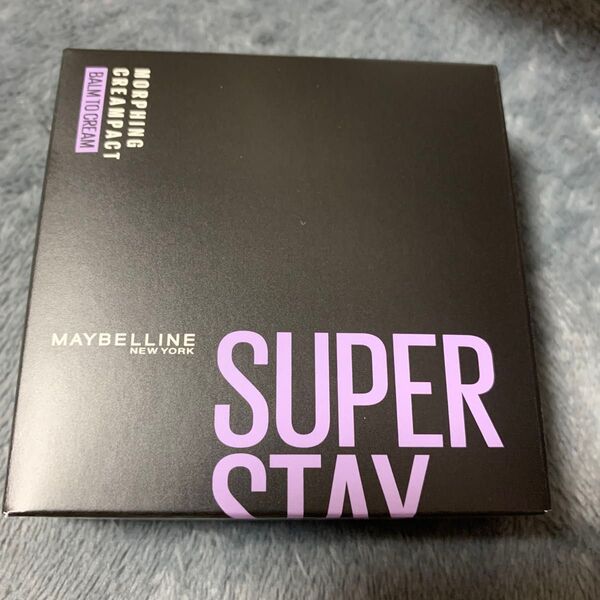 MORPHING
CREAMPACT
BALM TO CREAM
MAYBELLINE
NEW YORK
SUPER
STAY